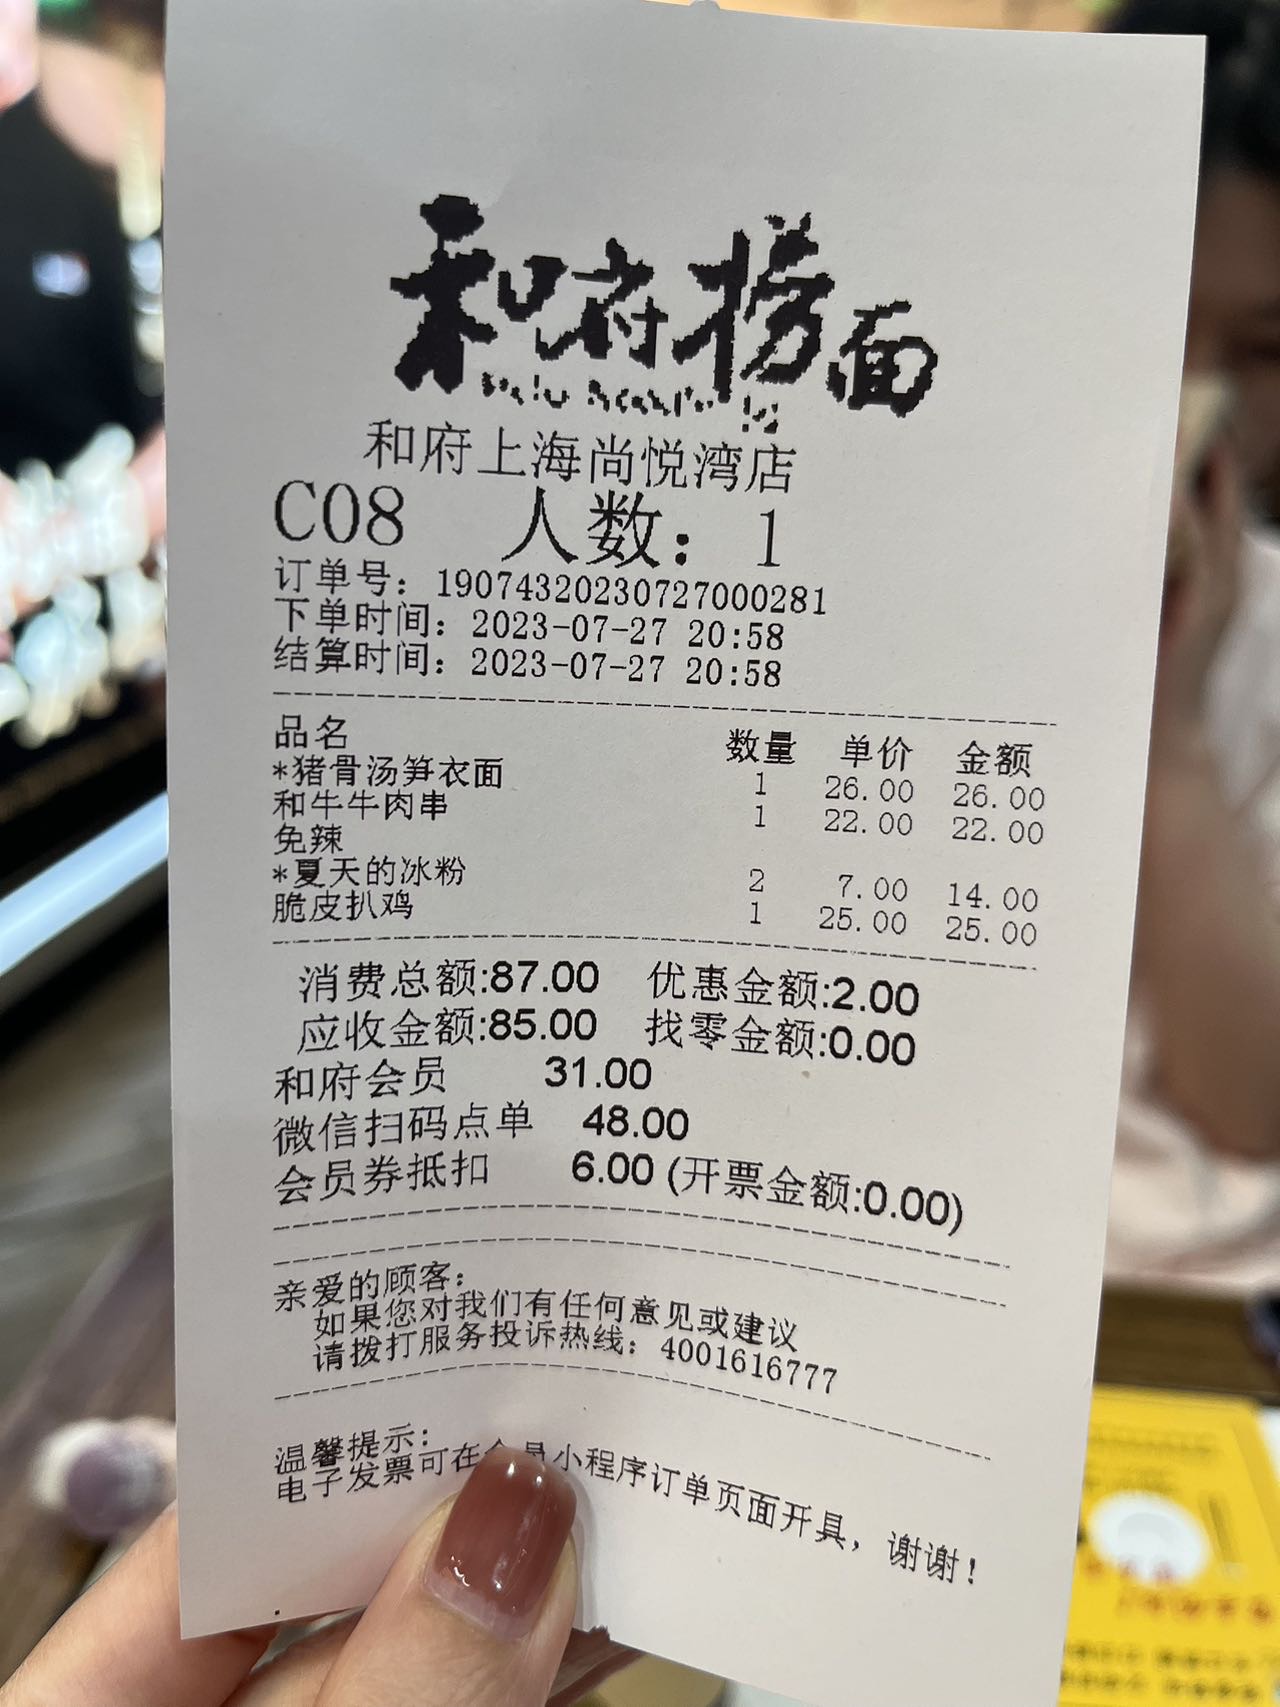 和府捞面
和府上海尚悦湾店
C08 人数：1
订单号：19074320230727000281
下单时间：2023-07-27 20:58
结算时间：2023-07-27 20:58
品名 数量 单价 金额
*猪骨汤笋衣面 1 26.00 26.00
和牛牛肉串 1 22.00 22.00
免辣
*夏天的冰粉 2 7.00 14.00
脆皮扒鸡 1 25.00 25.00
消费总额:87.00 优惠金额:2.00
应收金额:85.00 找零金额:0.00
和府会员 31.00
微信扫码点单 48.00
会员券抵扣 6.00 (开票金额:0.00)
亲爱的顾客：
如果您对我们有任何意见或建议
请拨打服务投诉热线：4001616777
温馨提示：
电子发票可在会员小程序订单页面开具，谢谢！